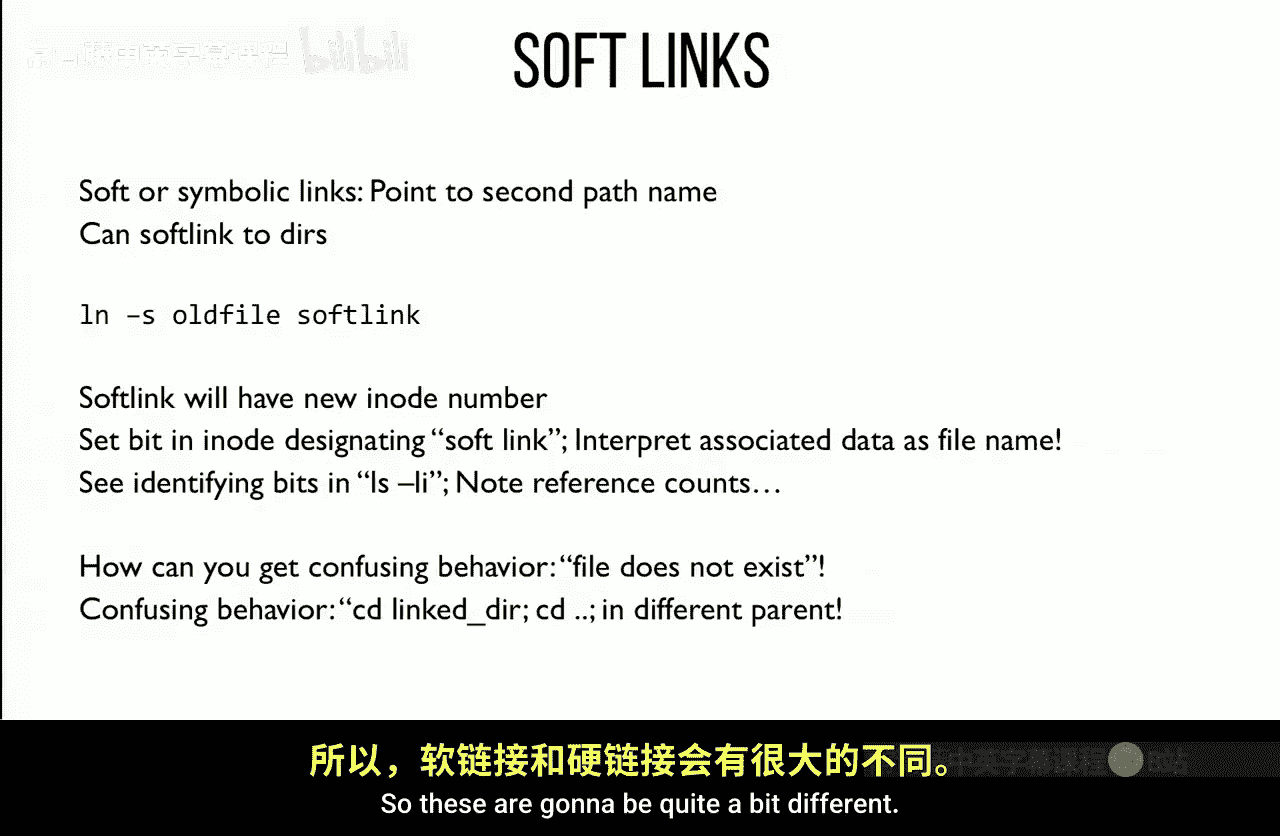 bilibili
SOFT LINKS
Soft or symbolic links: Point to second path name
Can softlink to dirs
ln –s oldfile softlink
Softlink will have new inode number
Set bit in inode designating “soft link”; Interpret associated data as file name!
See identifying bits in “ls –li”; Note reference counts…
How can you get confusing behavior: “file does not exist”!
Confusing behavior: “cd linked_dir; cd ..; in different parent!
所以，软链接和硬链接会有很大的不同。
So these are gonna be quite a bit different.